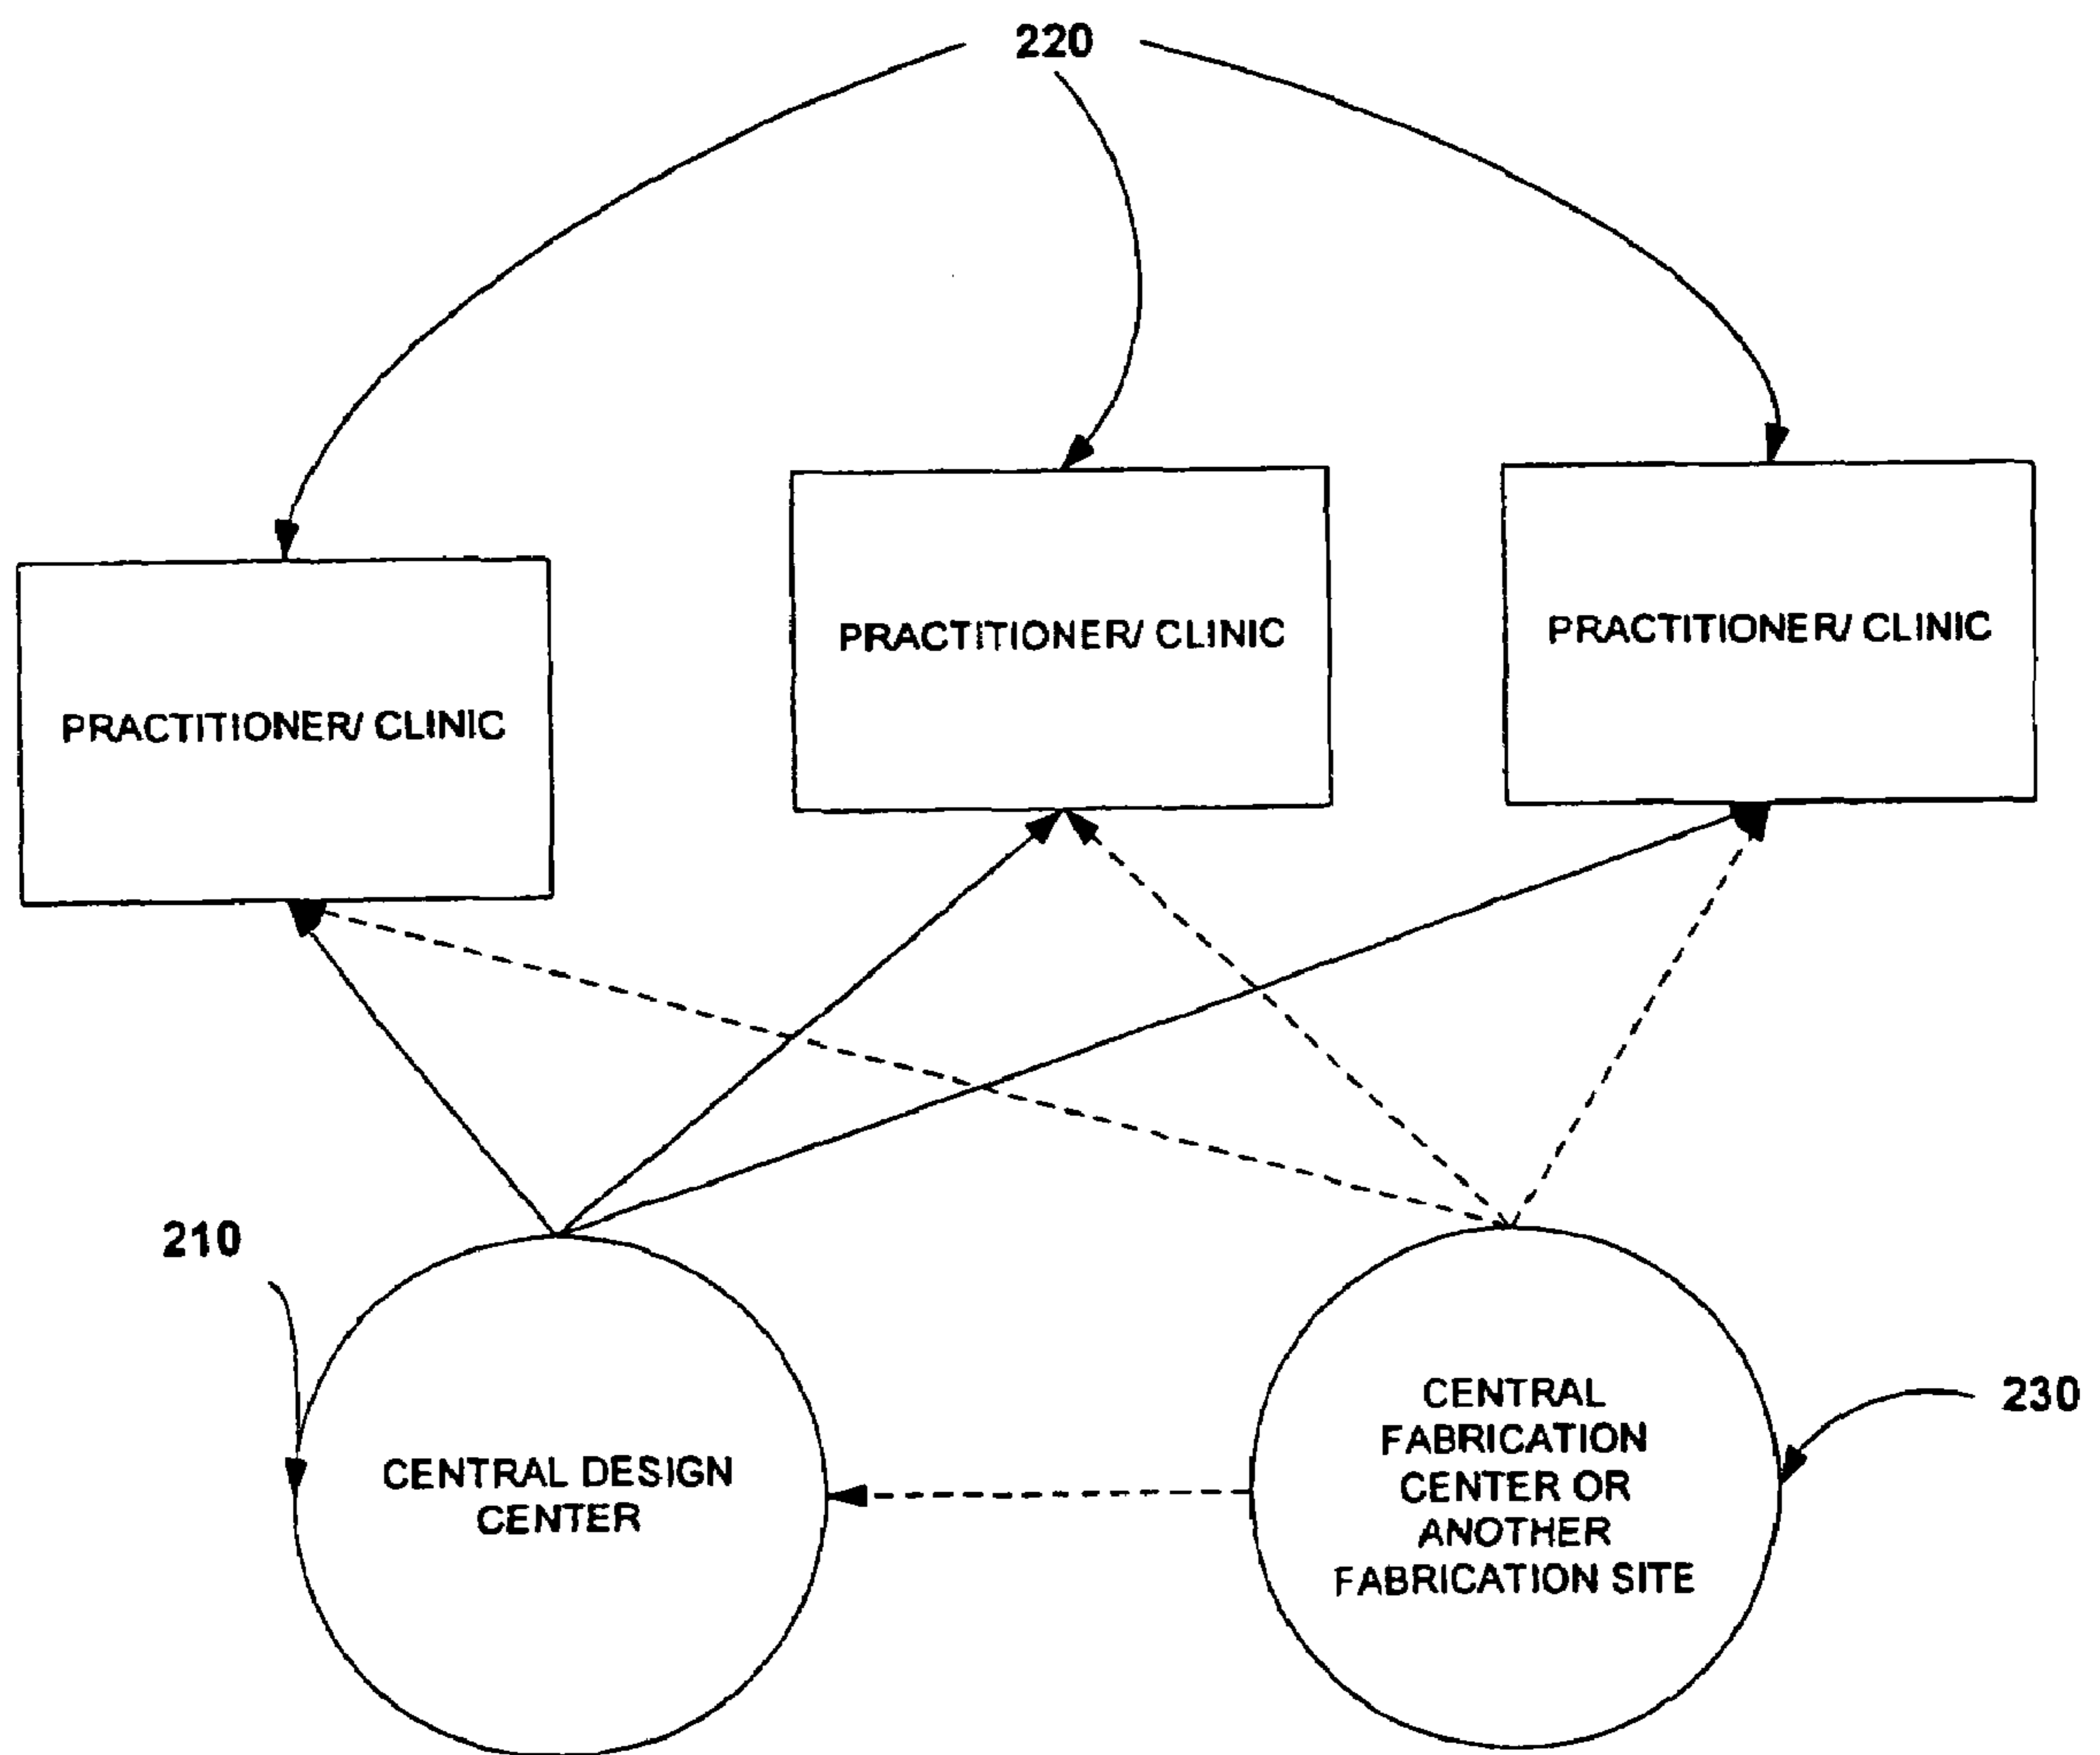 220
PRACTITIONER/ CLINIC
PRACTITIONER/ CLINIC
PRACTITIONER/ CLINIC
210
CENTRAL DESIGN
CENTER
CENTRAL
FABRICATION
CENTER OR
ANOTHER
FABRICATION SITE
230